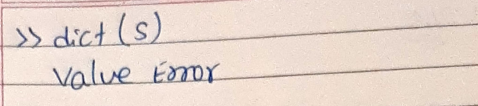 >> dict (s)
Value Error